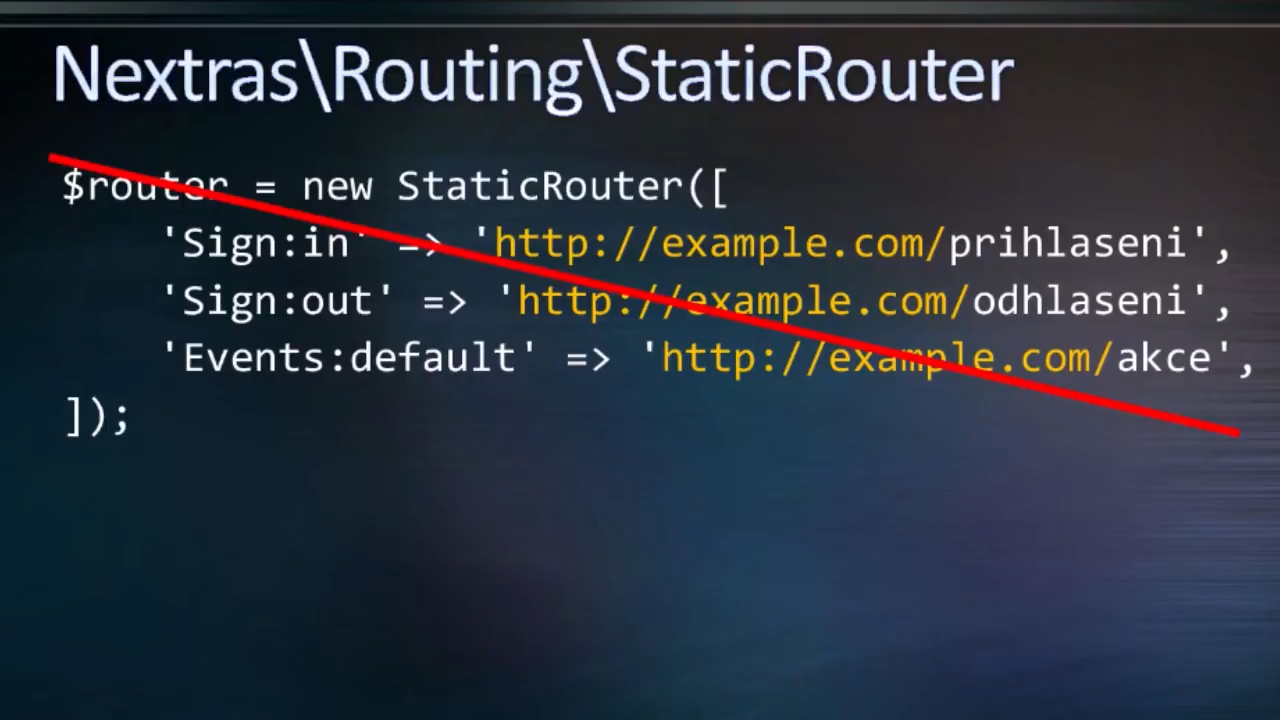 Nextras\Routing\StaticRouter
$router = new StaticRouter([
'Sign:in' => 'http://example.com/prihlaseni',
'Sign:out' => 'http://example.com/odhlaseni',
'Events:default' => 'http://example.com/akce',
]);